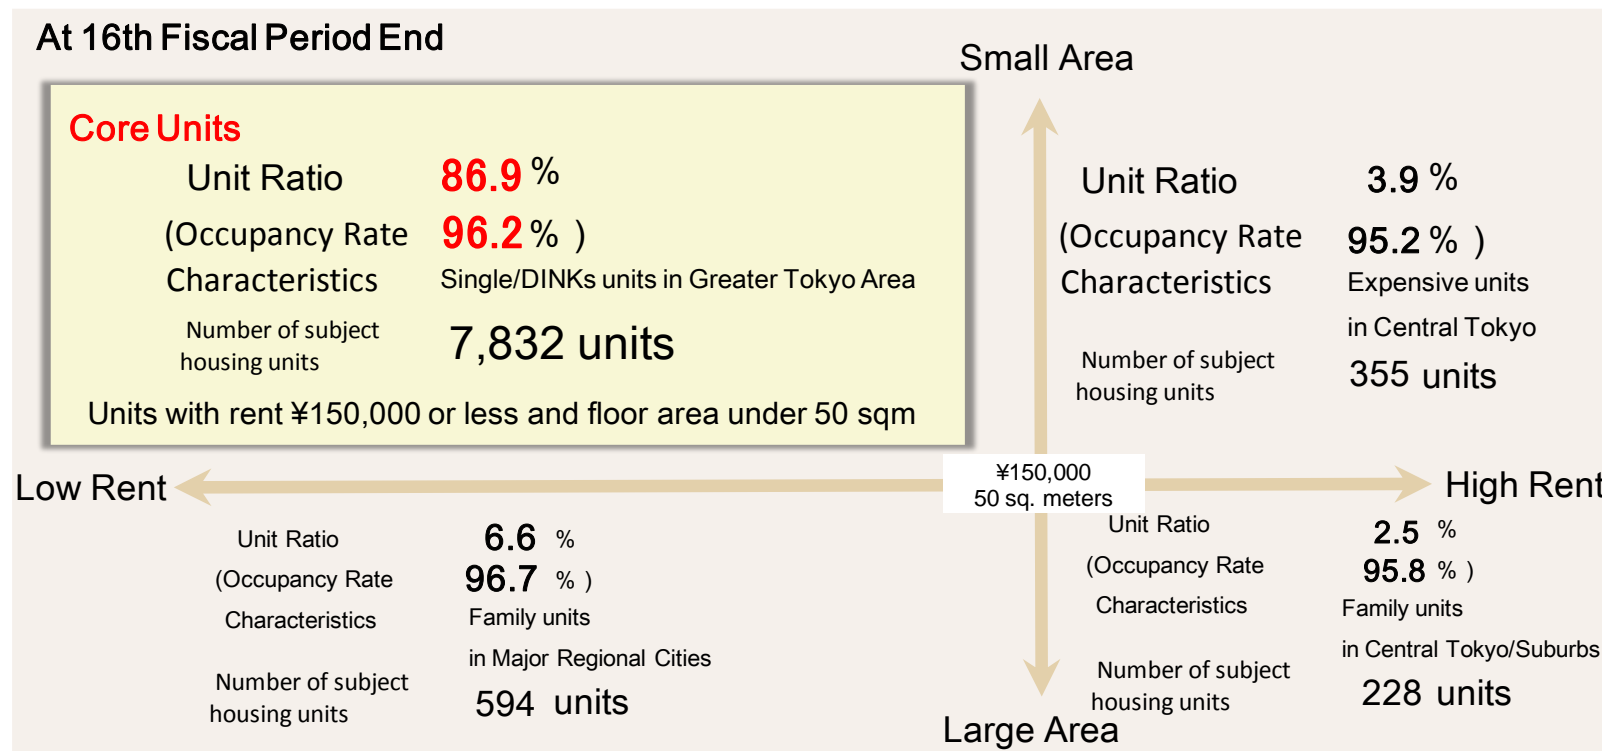 At 16th Fiscal Period End
Small Area
Core Units
Unit Ratio 86.9 %
(Occupancy Rate 96.2 % )
Characteristics Single/DINKs units in Greater Tokyo Area
Number of subject
housing units
7,832 units
Units with rent ¥150,000 or less and floor area under 50 sqm
Unit Ratio 3.9 %
(Occupancy Rate 95.2 % )
Characteristics Expensive units
in Central Tokyo
Number of subject
housing units
355 units
Low Rent
¥150,000
50 sq. meters
High Rent
Unit Ratio 6.6 %
(Occupancy Rate 96.7 % )
Characteristics Family units
in Major Regional Cities
Number of subject
housing units
594 units
Unit Ratio 2.5 %
(Occupancy Rate 95.8 % )
Characteristics Family units
in Central Tokyo/Suburbs
Number of subject
housing units
228 units
Large Area